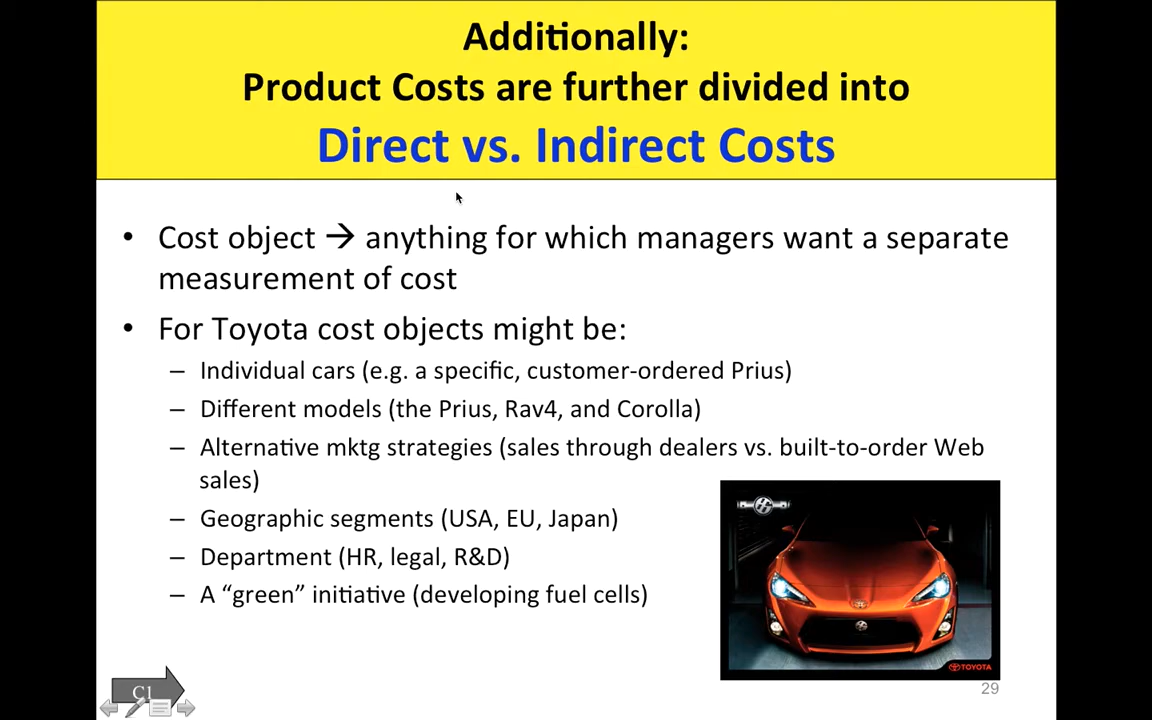 Additionally:
Product Costs are further divided into
Direct vs. Indirect Costs
• Cost object → anything for which managers want a separate
measurement of cost
• For Toyota cost objects might be:
– Individual cars (e.g. a specific, customer-ordered Prius)
– Different models (the Prius, Rav4, and Corolla)
– Alternative mktg strategies (sales through dealers vs. built-to-order Web
sales)
– Geographic segments (USA, EU, Japan)
– Department (HR, legal, R&D)
– A “green” initiative (developing fuel cells)
TOYOTA
29